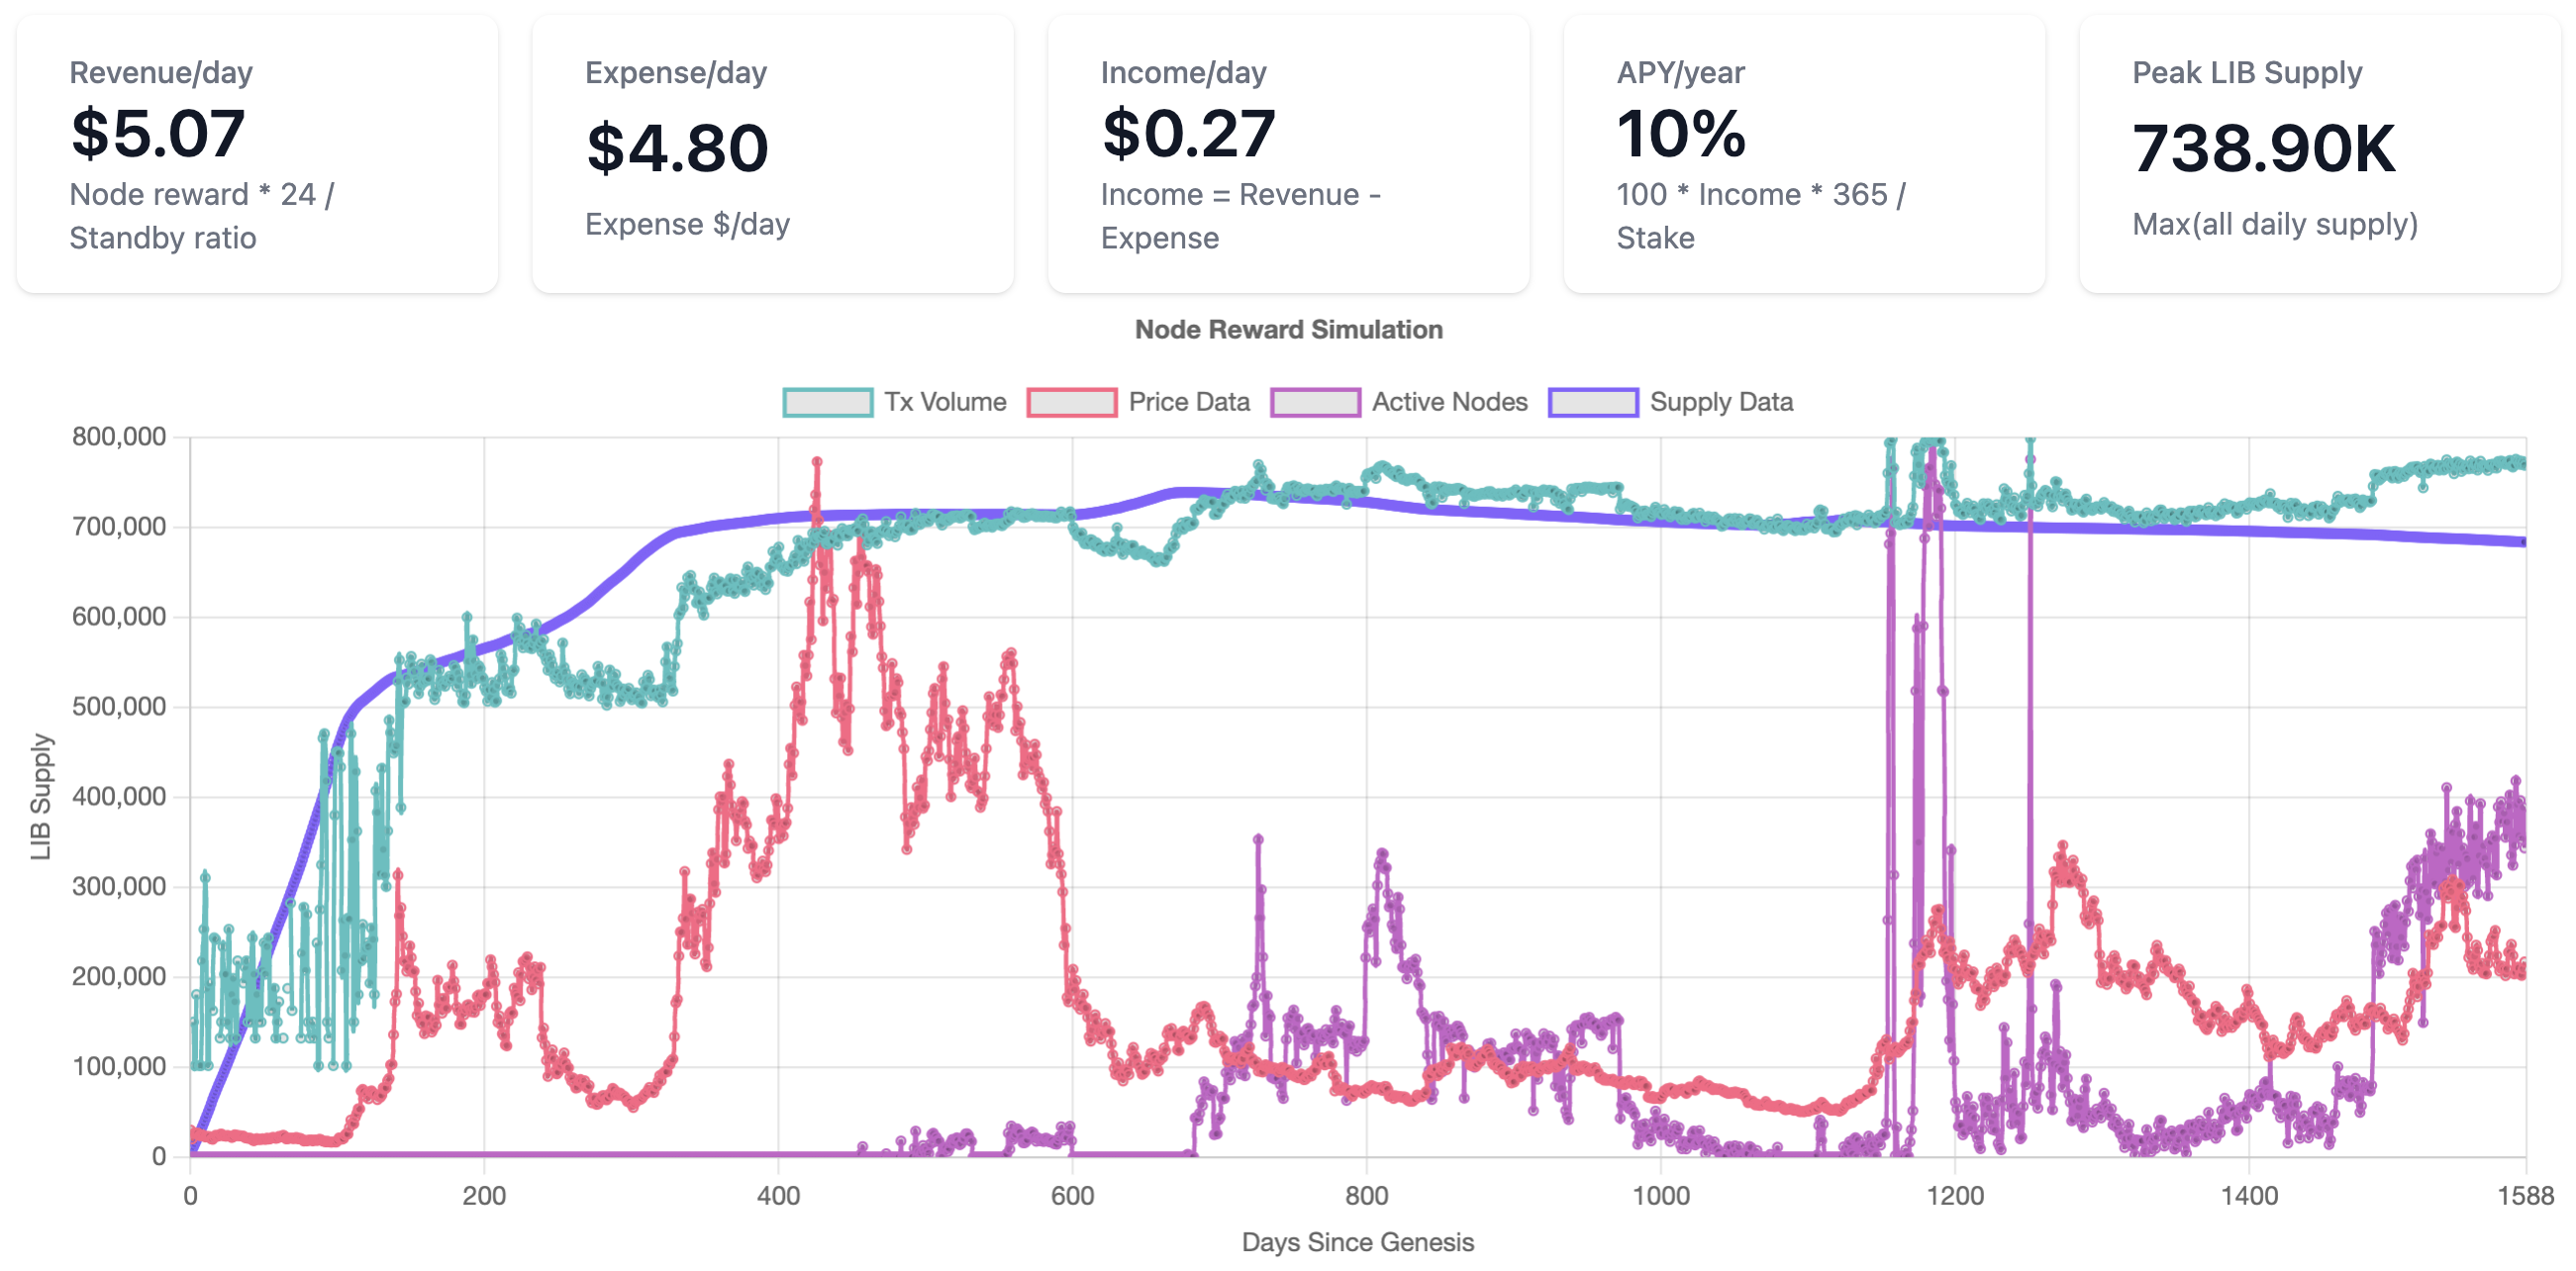 Revenue/day
$5.07
Node reward * 24 /
Standby ratio
Expense/day
$4.80
Expense $/day
Income/day
$0.27
Income = Revenue -
Expense
APY/year
10%
100 * Income * 365 /
Stake
Peak LIB Supply
738.90K
Max(all daily supply)
Node Reward Simulation
Tx Volume
Price Data
Active Nodes
Supply Data
LIB Supply
800,000
700,000
600,000
500,000
400,000
300,000
200,000
100,000
0
0 200 400 600 800 1000 1200 1400 1588
Days Since Genesis